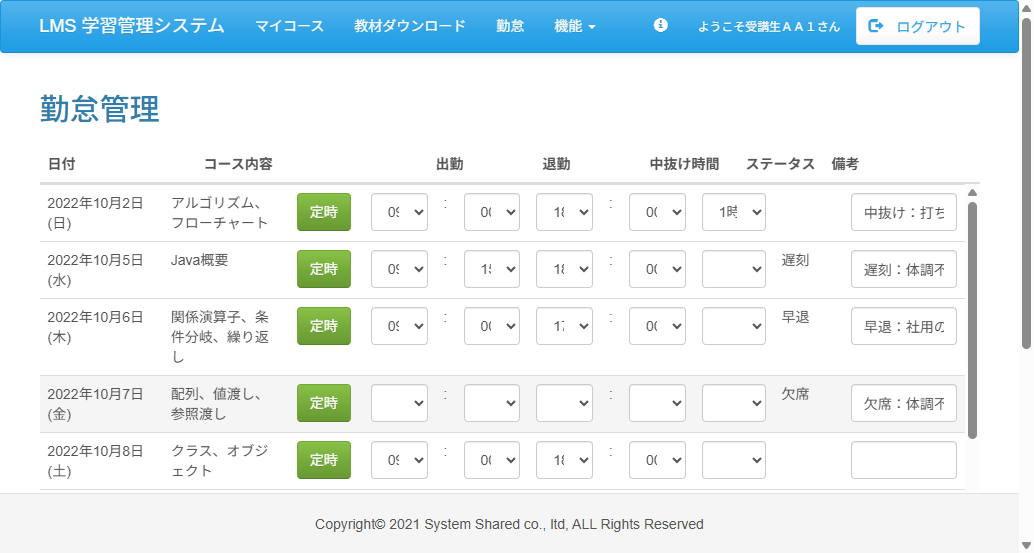 LMS 学習管理システム マイコース 教材ダウンロード 勤怠 機能 ようこそ受講生ＡＡ１さん ログアウト
勤怠管理
日付 コース内容 出勤 退勤 中抜け時間 ステータス 備考
2022年10月2日 アルゴリズム、 定時 09 : 00 18 : 00 1時 中抜け：打ち
(日) フローチャート
2022年10月5日 Java概要 定時 09 : 15 18 : 00 遅刻 遅刻：体調不
(水)
2022年10月6日 関係演算子、条 定時 09 : 00 17 : 00 早退 早退：社用の
(木) 件分岐、繰り返
し
2022年10月7日 配列、値渡し、 定時 : : 欠席 欠席：体調不
(金) 参照渡し
2022年10月8日 クラス、オブジ 定時 09 : 00 18 : 00
(土) ェクト
Copyright© 2021 System Shared co., ltd, ALL Rights Reserved